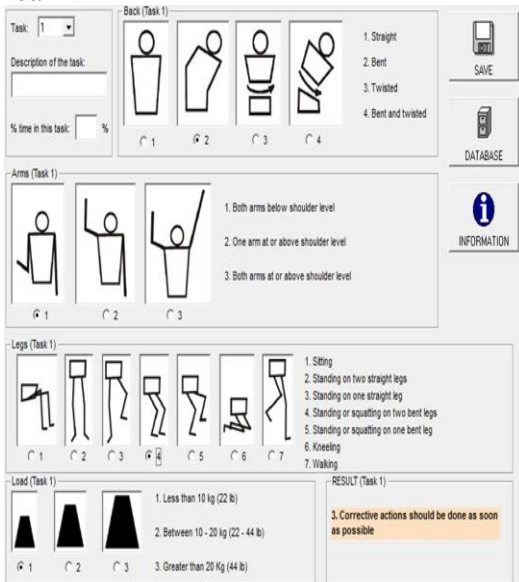 Task: 1
Description of the task:
% time in this task: %
Back (Task 1)
1. Straight
2. Bent
3. Twisted
4. Bent and twisted
1 2 3 4
SAVE
DATABASE
INFORMATION
Arms (Task 1)
1. Both arms below shoulder level
2. One arm at or above shoulder level
3. Both arms at or above shoulder level
1 2 3
Legs (Task 1)
1. Sitting
2. Standing on two straight legs
3. Standing on one straight leg
4. Standing or squatting on two bent legs
5. Standing or squatting on one bent leg
6. Kneeling
7. Walking
1 2 3 4 5 6 7
Load (Task 1)
1. Less than 10 kg (22 lb)
2. Between 10 - 20 kg (22 - 44 lb)
3. Greater than 20 Kg (44 lb)
1 2 3
RESULT (Task 1)
3. Corrective actions should be done as soon
as possible